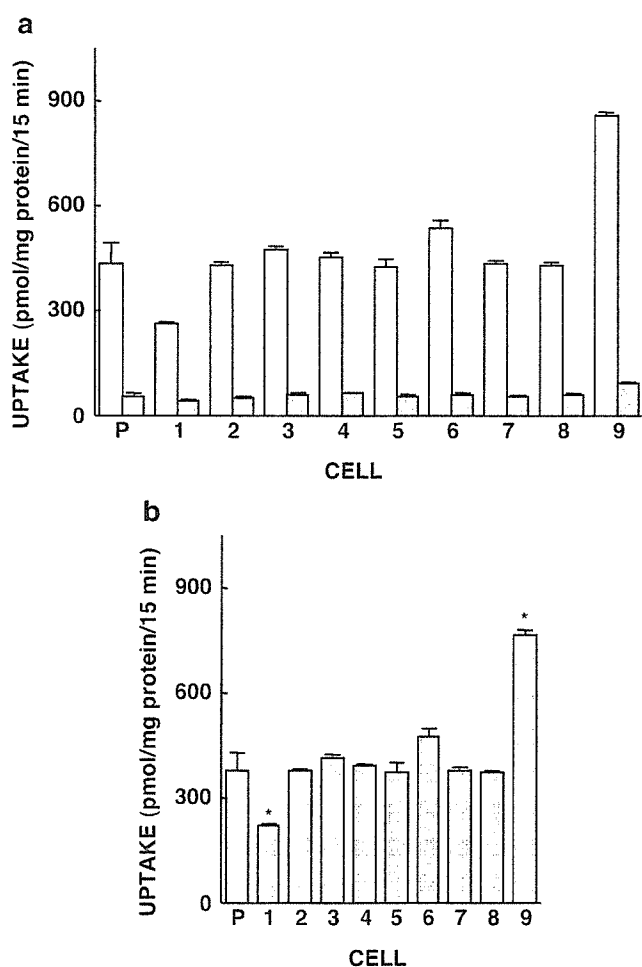 a
UPTAKE (pmol/mg protein/15 min)
900
600
300
0
P 1 2 3 4 5 6 7 8 9
CELL
b
UPTAKE (pmol/mg protein/15 min)
900
600
300
0
* *
P 1 2 3 4 5 6 7 8 9
CELL